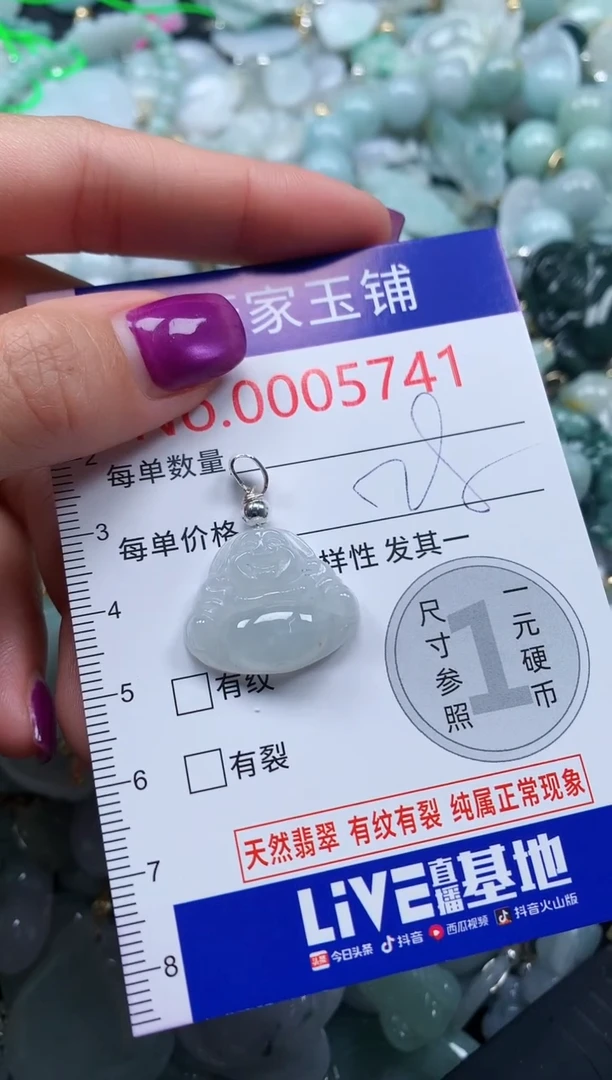 家玉铺
No.0005741
每单数量
每单价格
样性 发其一
有纹
有裂
尺寸参照
1
一元硬币
天然翡翠 有纹有裂 纯属正常现象
LiVE直播基地
头条 今日头条 抖音 西瓜视频 抖音火山版
2
3
4
5
6
7
8